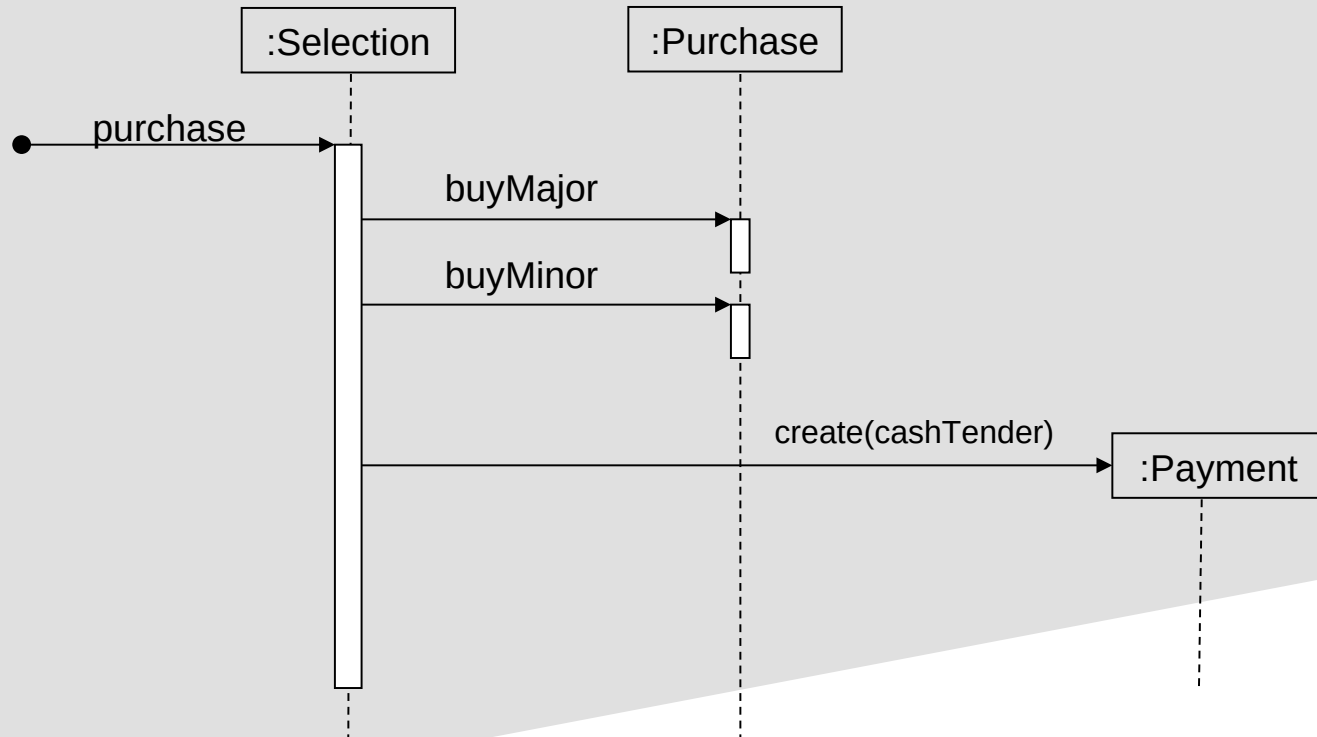 :Selection
:Purchase
purchase
buyMajor
buyMinor
create(cashTender)
:Payment